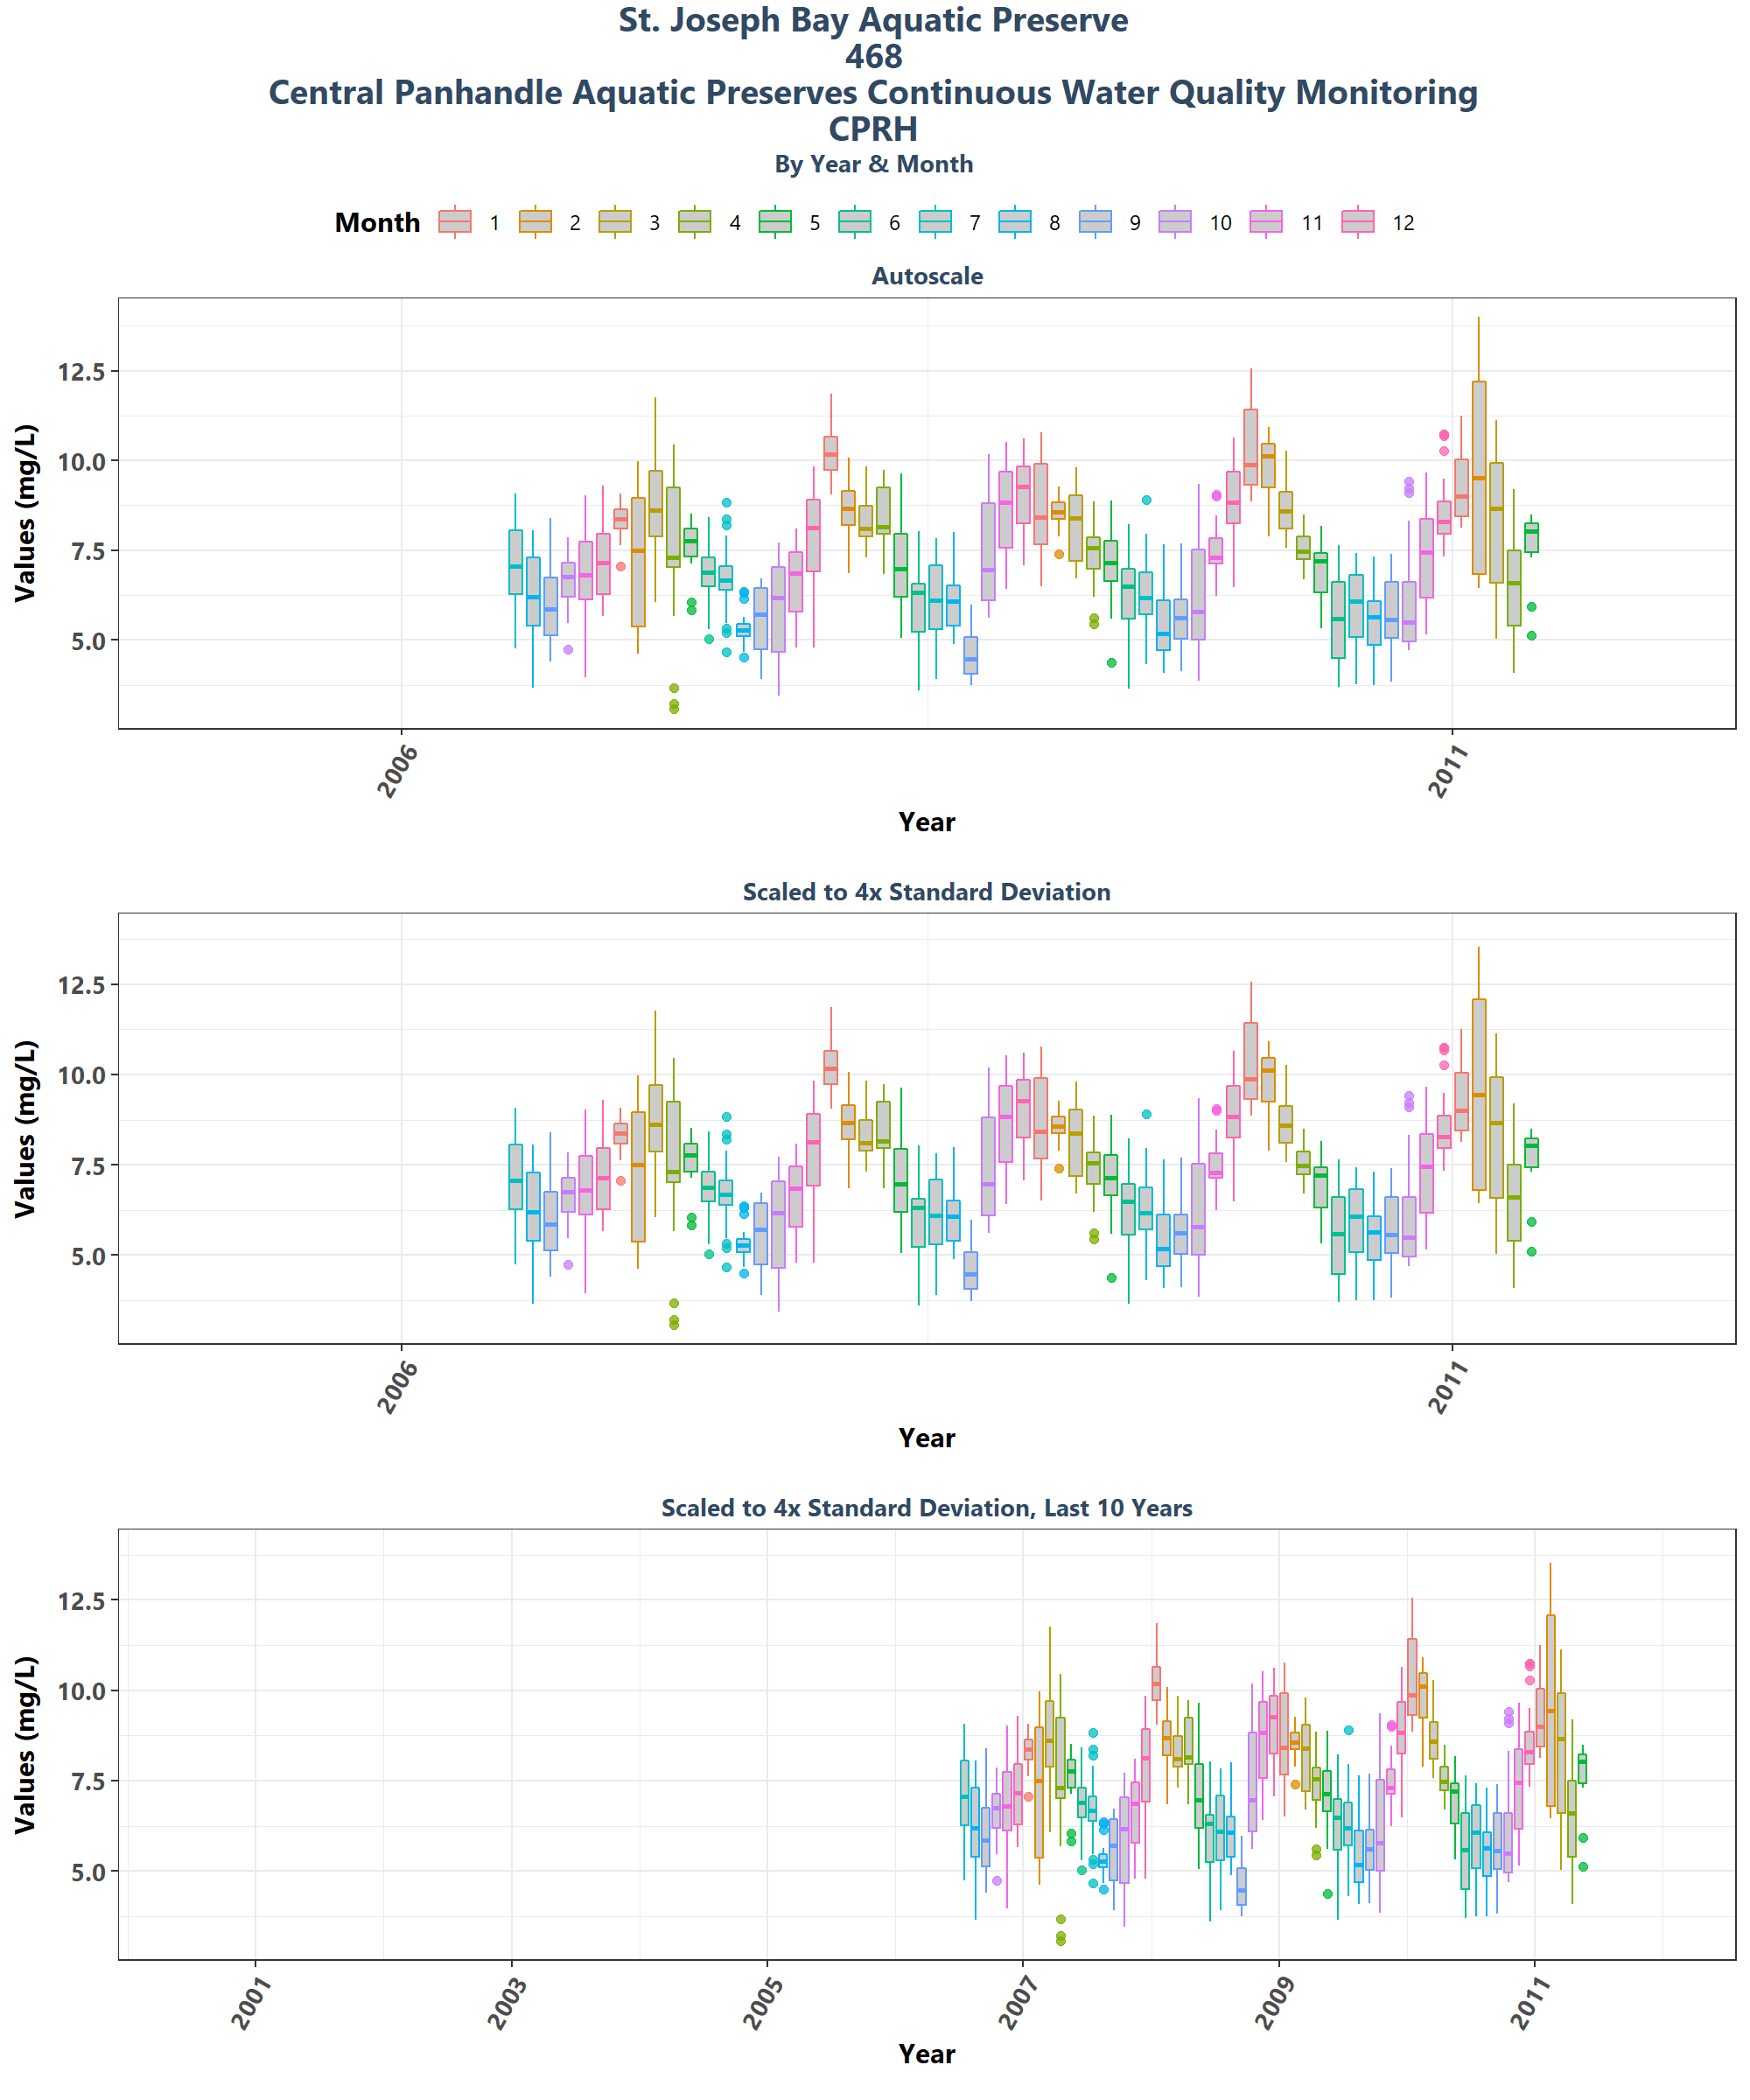 St. Joseph Bay Aquatic Preserve
468
Central Panhandle Aquatic Preserves Continuous Water Quality Monitoring
CPRH
By Year & Month
Month 1 2 3 4 5 6 7 8 9 10 11 12
Autoscale
Values (mg/L)
12.5
10.0
7.5
5.0
2006 2011
Year
Scaled to 4x Standard Deviation
Values (mg/L)
12.5
10.0
7.5
5.0
2006 2011
Year
Scaled to 4x Standard Deviation, Last 10 Years
Values (mg/L)
12.5
10.0
7.5
5.0
2001 2003 2005 2007 2009 2011
Year